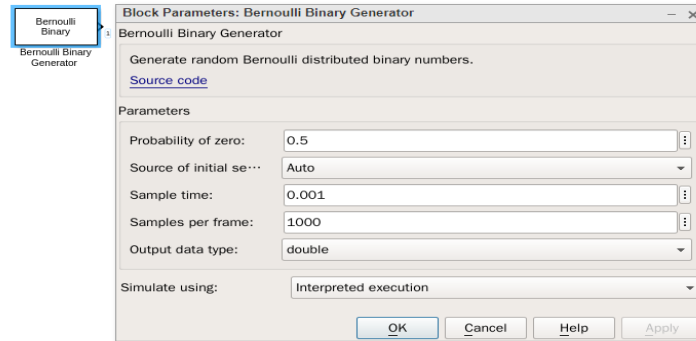 Bernoulli
Binary
1
Bernoulli Binary
Generator
Block Parameters: Bernoulli Binary Generator
Bernoulli Binary Generator
Generate random Bernoulli distributed binary numbers.
Source code
Parameters
Probability of zero:
0.5
Source of initial se⋯
Auto
Sample time:
0.001
Samples per frame:
1000
Output data type:
double
Simulate using:
Interpreted execution
OK
Cancel
Help
Apply